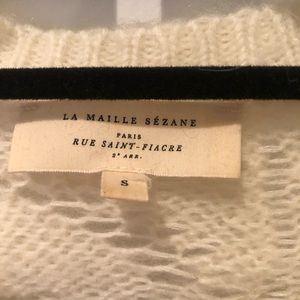 LA MAILLE SÉZANE
PARIS
RUE SAINT-FIACRE
2e ARR.
S